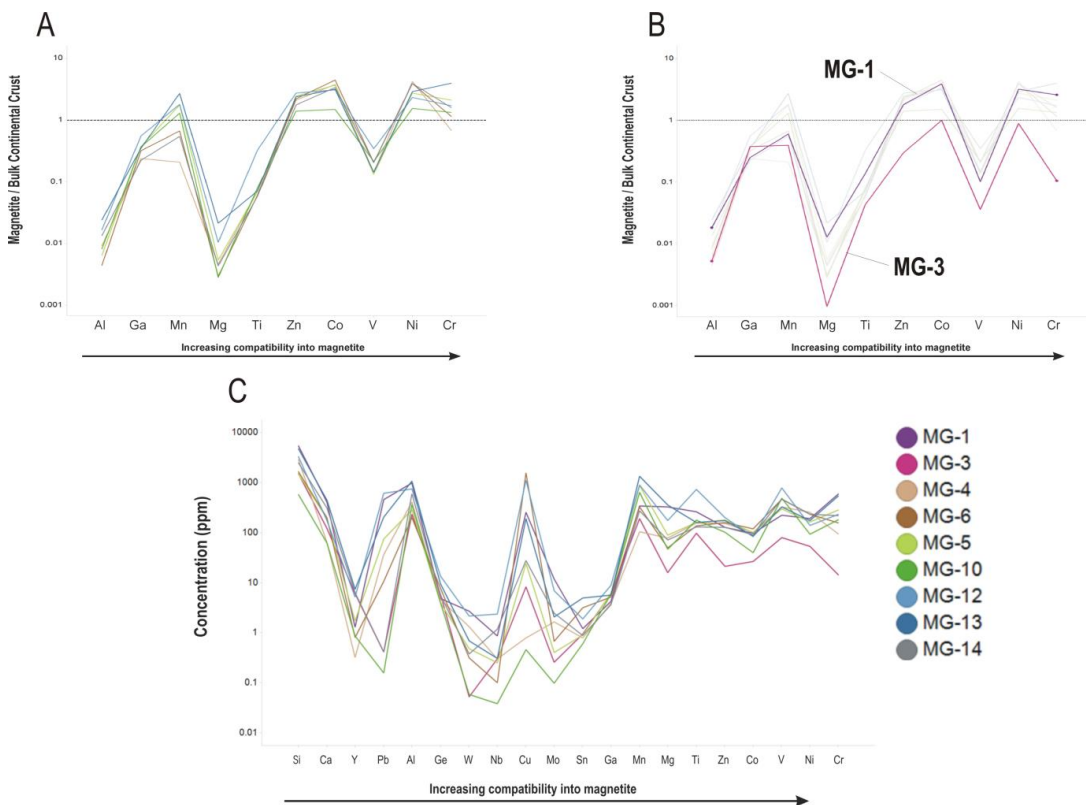 A
Magnetite / Bulk Continental Crust
10
1
0.1
0.01
0.001
Al Ga Mn Mg Ti Zn Co V Ni Cr
Increasing compatibility into magnetite
B
Magnetite / Bulk Continental Crust
10
1
0.1
0.01
0.001
MG-1
MG-3
Al Ga Mn Mg Ti Zn Co V Ni Cr
Increasing compatibility into magnetite
C
Concentration (ppm)
10000
1000
100
10
1
0.1
0.01
Si Ca Y Pb Al Ge W Nb Cu Mo Sn Ga Mn Mg Ti Zn Co V Ni Cr
Increasing compatibility into magnetite
MG-1
MG-3
MG-4
MG-6
MG-5
MG-10
MG-12
MG-13
MG-14